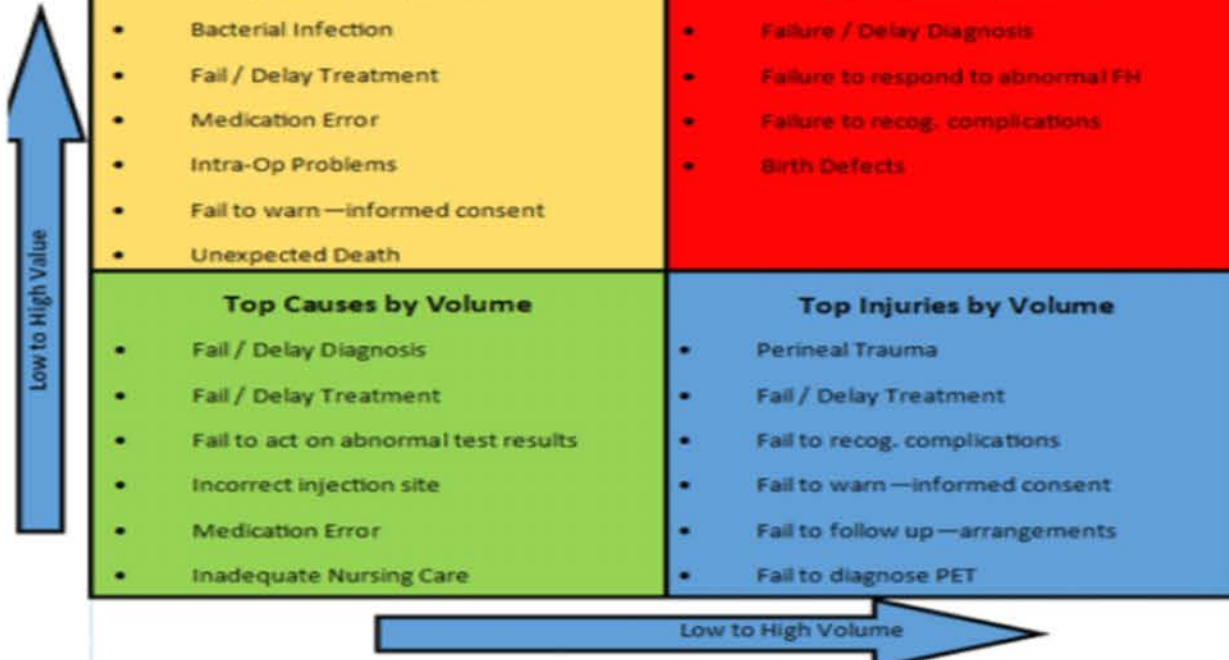 • Bacterial Infection
• Fail / Delay Treatment
• Medication Error
• Intra-Op Problems
• Fail to warn—informed consent
• Unexpected Death
• Failure / Delay Diagnosis
• Failure to respond to abnormal FH
• Failure to recog. complications
• Birth Defects
Low to High Value
Top Causes by Volume
• Fail / Delay Diagnosis
• Fail / Delay Treatment
• Fail to act on abnormal test results
• Incorrect injection site
• Medication Error
• Inadequate Nursing Care
Top Injuries by Volume
• Perineal Trauma
• Fail / Delay Treatment
• Fail to recog. complications
• Fail to warn—informed consent
• Fail to follow up—arrangements
• Fail to diagnose PET
Low to High Volume